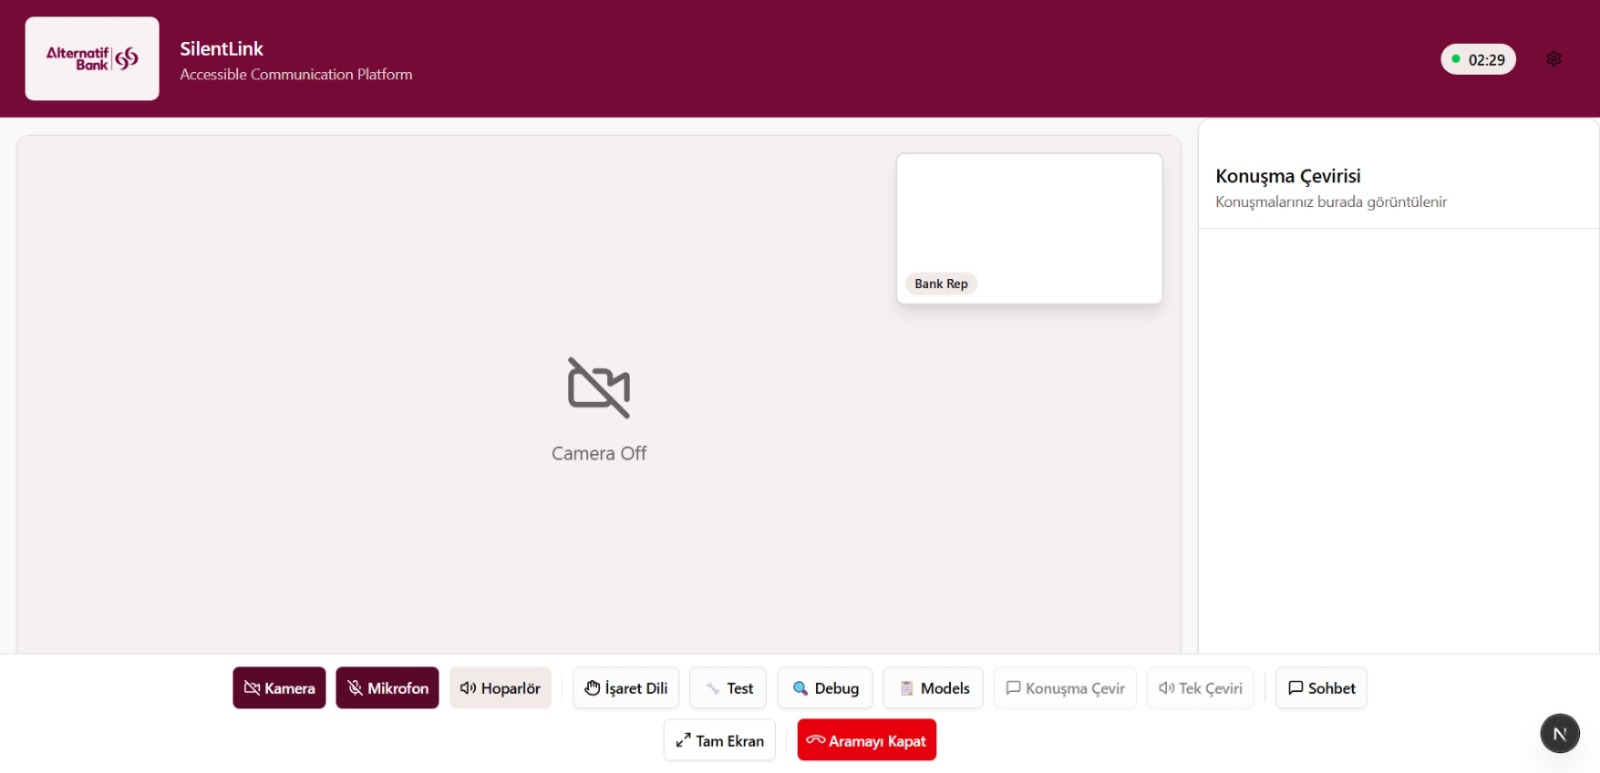 Alternatif
Bank
SilentLink
Accessible Communication Platform
02:29
Bank Rep
Camera Off
Konuşma Çevirisi
Konuşmalarınız burada görüntülenir
Kamera
Mikrofon
Hoparlör
İşaret Dili
Test
Debug
Models
Konuşma Çevir
Tek Çeviri
Sohbet
Tam Ekran
Aramayı Kapat
N